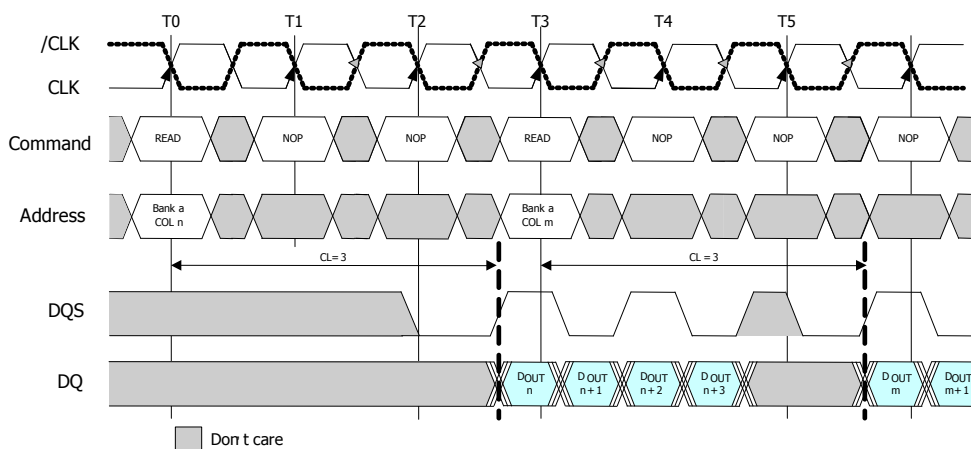 T0 T1 T2 T3 T4 T5
/CLK
CLK
Command READ NOP NOP READ NOP NOP NOP
Address Bank a COL n Bank a COL m
CL = 3 CL = 3
DQS
DQ DOUT n DOUT n+1 DOUT n+2 DOUT n+3 DOUT m DOUT m+1
Don't care